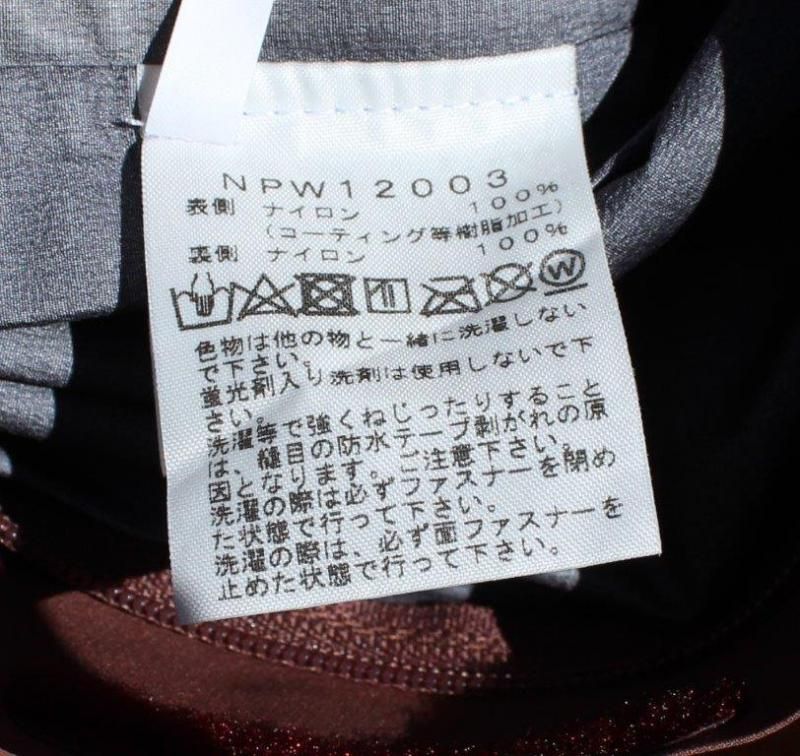 NPW12003
表側 ナイロン 100%
(コーティング等樹脂加工)
裏側 ナイロン 100%
W
色物は他の物と一緒に洗濯しない
で下さい。
蛍光剤入り洗剤は使用しないで下
さい。
洗濯等で強くねじったりすること
は、縫目の防水テープ剥がれの原
因となります。ご注意下さい。
洗濯の際は必ずファスナーを閉め
た状態で行って下さい。
洗濯の際は、必ず面ファスナーを
止めた状態で行って下さい。